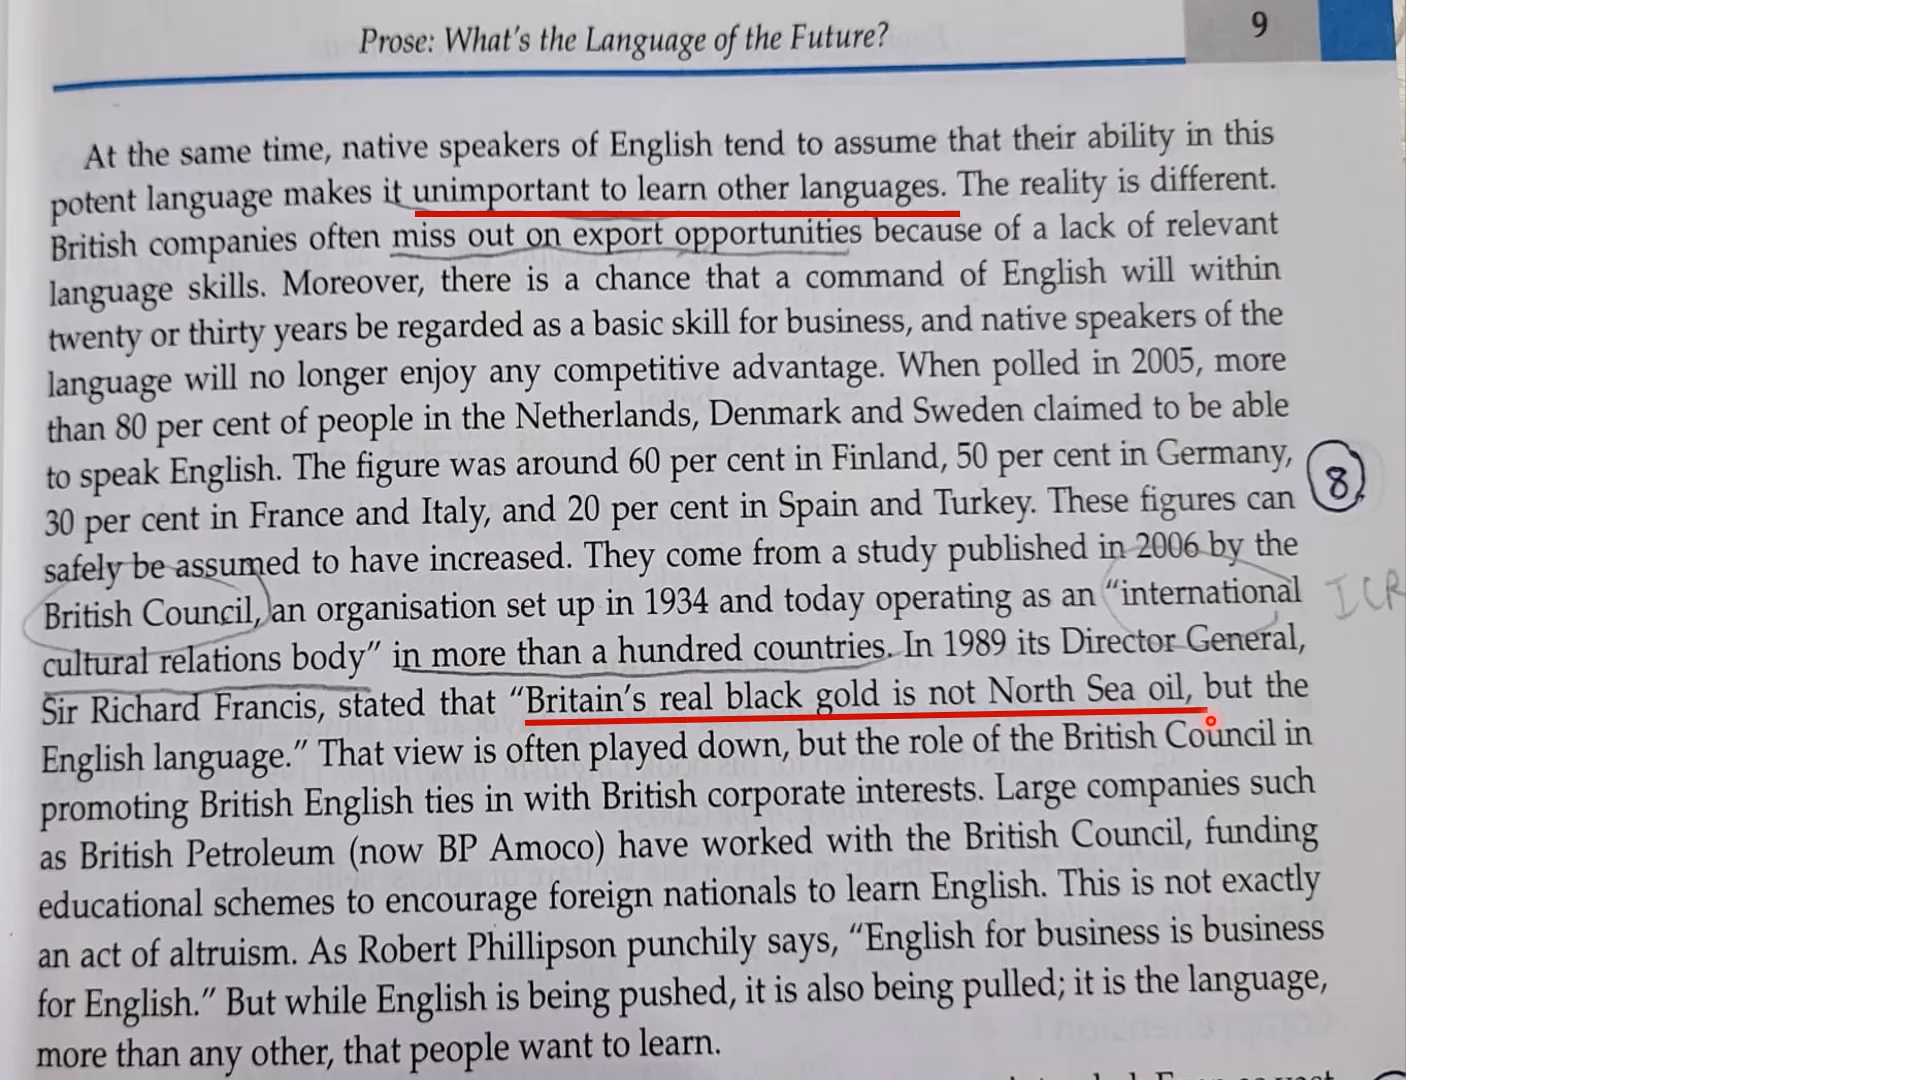 Prose: What's the Language of the Future?
9
At the same time, native speakers of English tend to assume that their ability in this
potent language makes it unimportant to learn other languages. The reality is different.
British companies often miss out on export opportunities because of a lack of relevant
language skills. Moreover, there is a chance that a command of English will within
twenty or thirty years be regarded as a basic skill for business, and native speakers of the
language will no longer enjoy any competitive advantage. When polled in 2005, more
than 80 per cent of people in the Netherlands, Denmark and Sweden claimed to be able
to speak English. The figure was around 60 per cent in Finland, 50 per cent in Germany,
8
30 per cent in France and Italy, and 20 per cent in Spain and Turkey. These figures can
safely be assumed to have increased. They come from a study published in 2006 by the
British Council, an organisation set up in 1934 and today operating as an "international
ICR
cultural relations body" in more than a hundred countries. In 1989 its Director General,
Sir Richard Francis, stated that "Britain's real black gold is not North Sea oil, but the
English language." That view is often played down, but the role of the British Council in
promoting British English ties in with British corporate interests. Large companies such
as British Petroleum (now BP Amoco) have worked with the British Council, funding
educational schemes to encourage foreign nationals to learn English. This is not exactly
an act of altruism. As Robert Phillipson punchily says, "English for business is business
for English." But while English is being pushed, it is also being pulled; it is the language,
more than any other, that people want to learn.